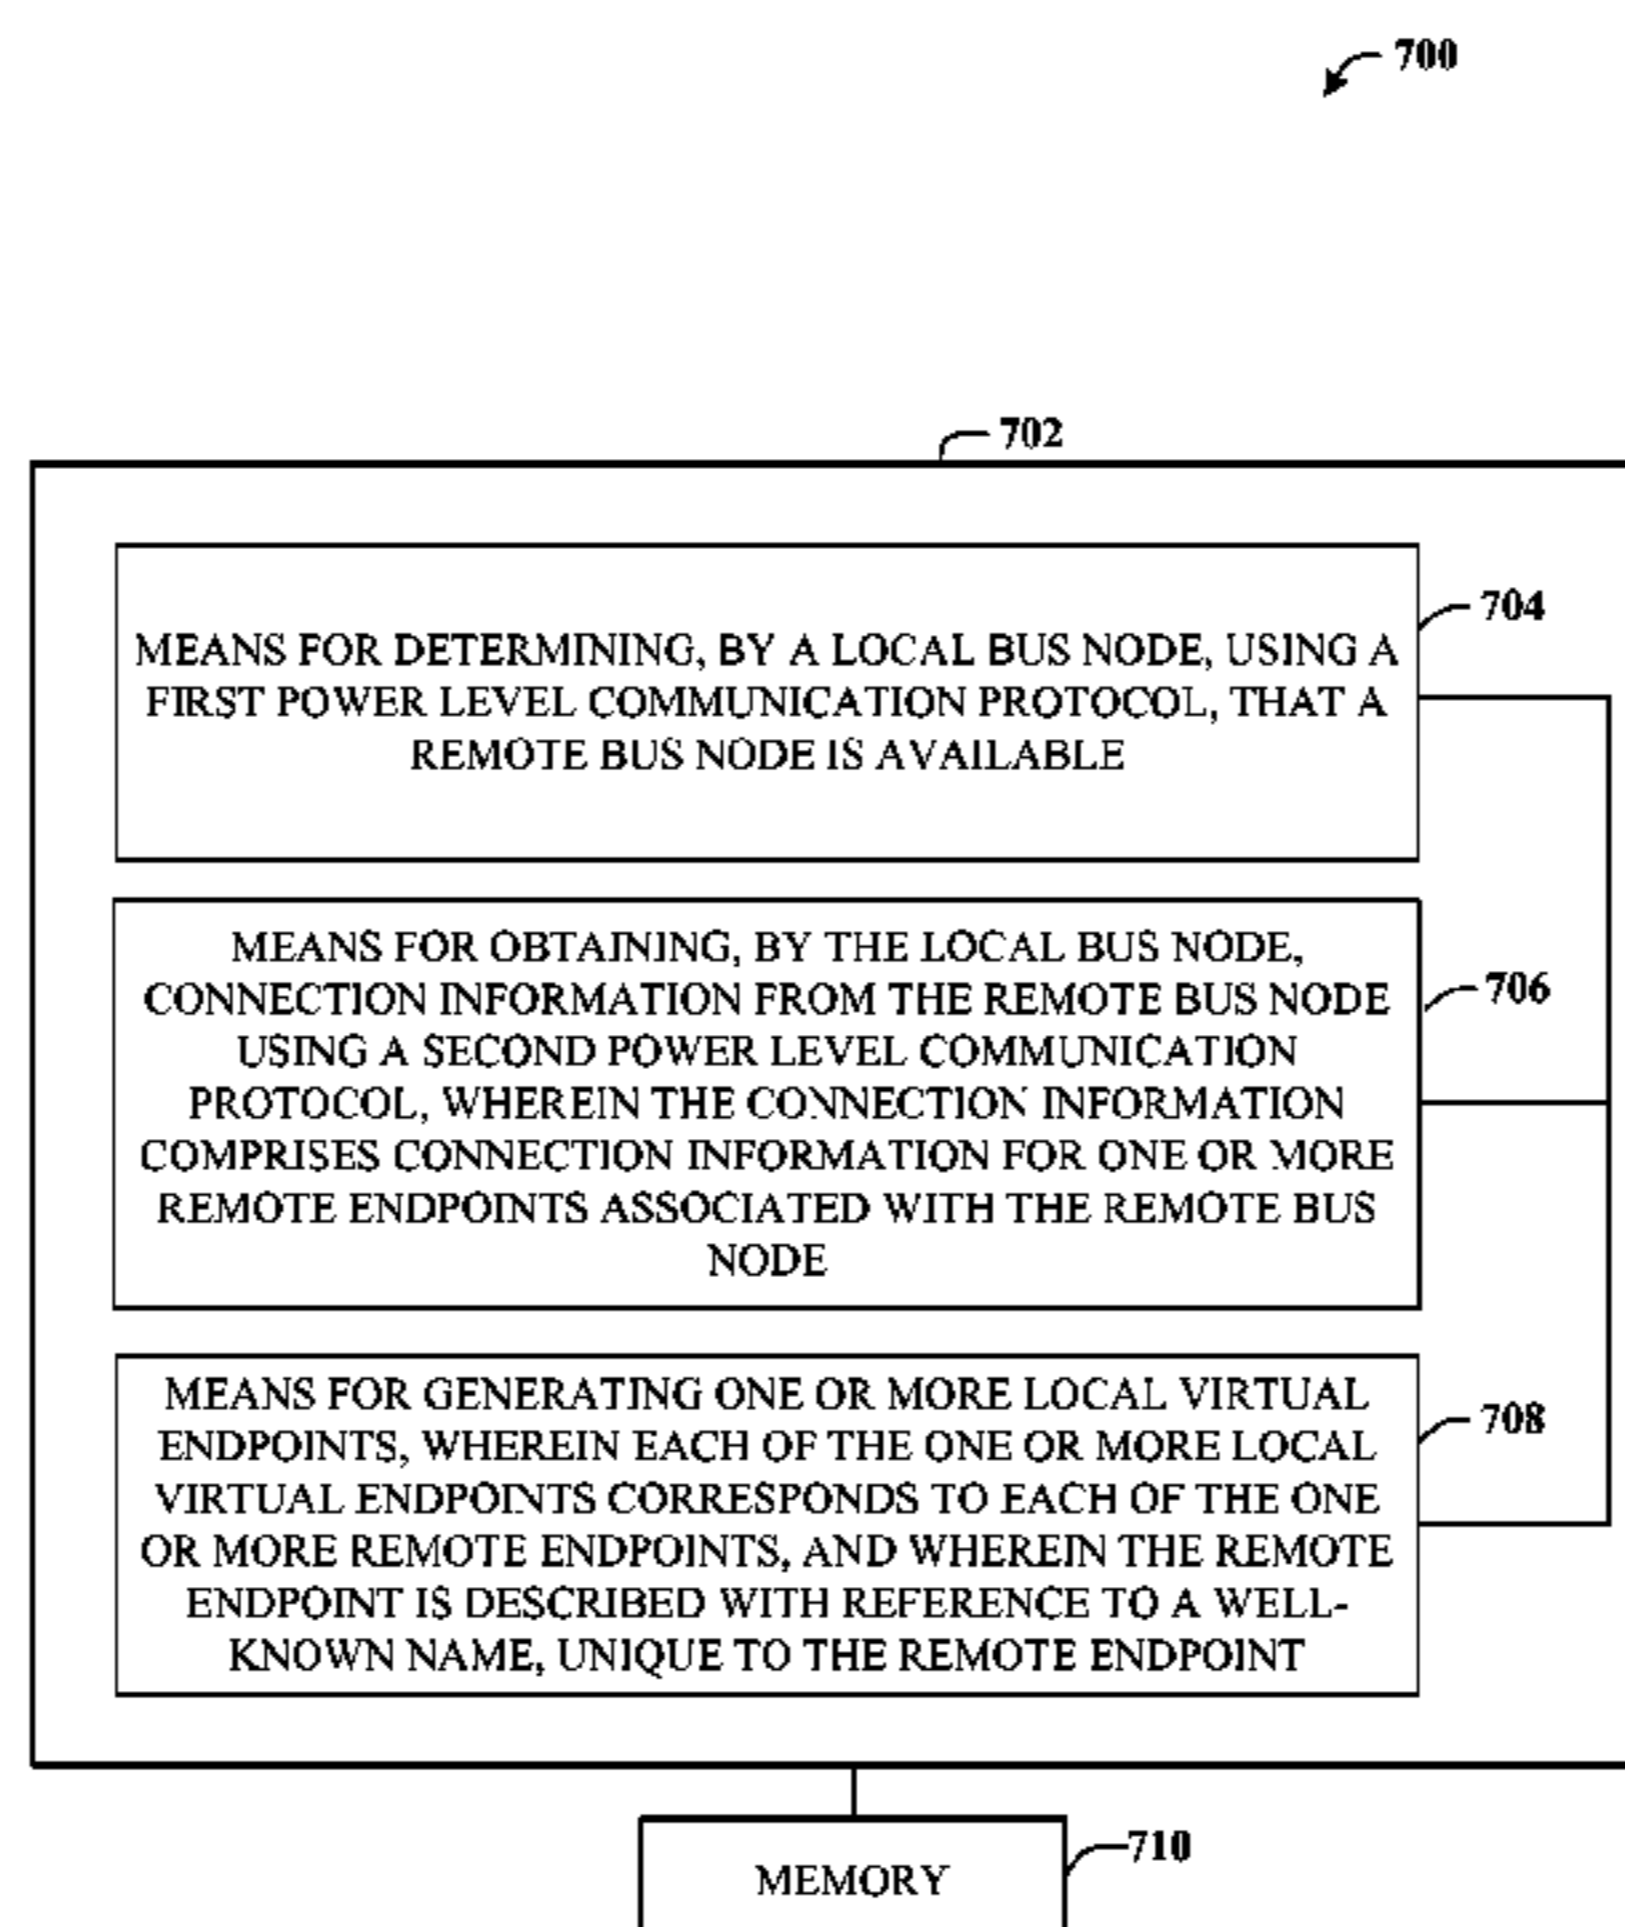 700
702
704
MEANS FOR DETERMINING, BY A LOCAL BUS NODE, USING A
FIRST POWER LEVEL COMMUNICATION PROTOCOL, THAT A
REMOTE BUS NODE IS AVAILABLE
706
MEANS FOR OBTAINING, BY THE LOCAL BUS NODE,
CONNECTION INFORMATION FROM THE REMOTE BUS NODE
USING A SECOND POWER LEVEL COMMUNICATION
PROTOCOL, WHEREIN THE CONNECTION INFORMATION
COMPRISES CONNECTION INFORMATION FOR ONE OR MORE
REMOTE ENDPOINTS ASSOCIATED WITH THE REMOTE BUS
NODE
708
MEANS FOR GENERATING ONE OR MORE LOCAL VIRTUAL
ENDPOINTS, WHEREIN EACH OF THE ONE OR MORE LOCAL
VIRTUAL ENDPOINTS CORRESPONDS TO EACH OF THE ONE
OR MORE REMOTE ENDPOINTS, AND WHEREIN THE REMOTE
ENDPOINT IS DESCRIBED WITH REFERENCE TO A WELL-
KNOWN NAME, UNIQUE TO THE REMOTE ENDPOINT
710
MEMORY